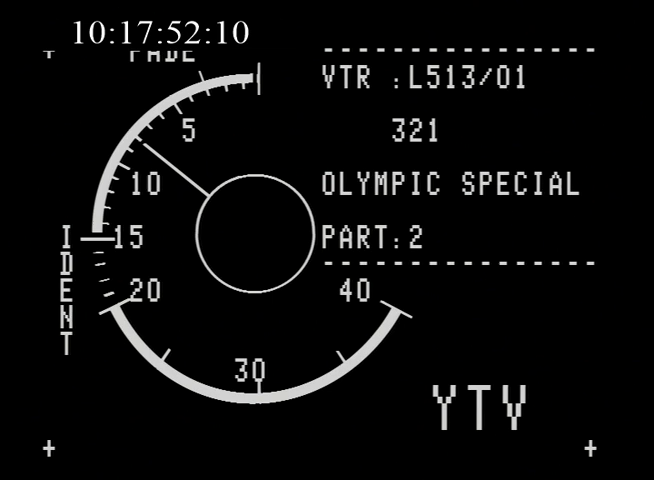 10:17:52:10
FADE
VTR :L513/01
5
321
10
OLYMPIC SPECIAL
15
PART:2
IDENT
20
40
30
YTV